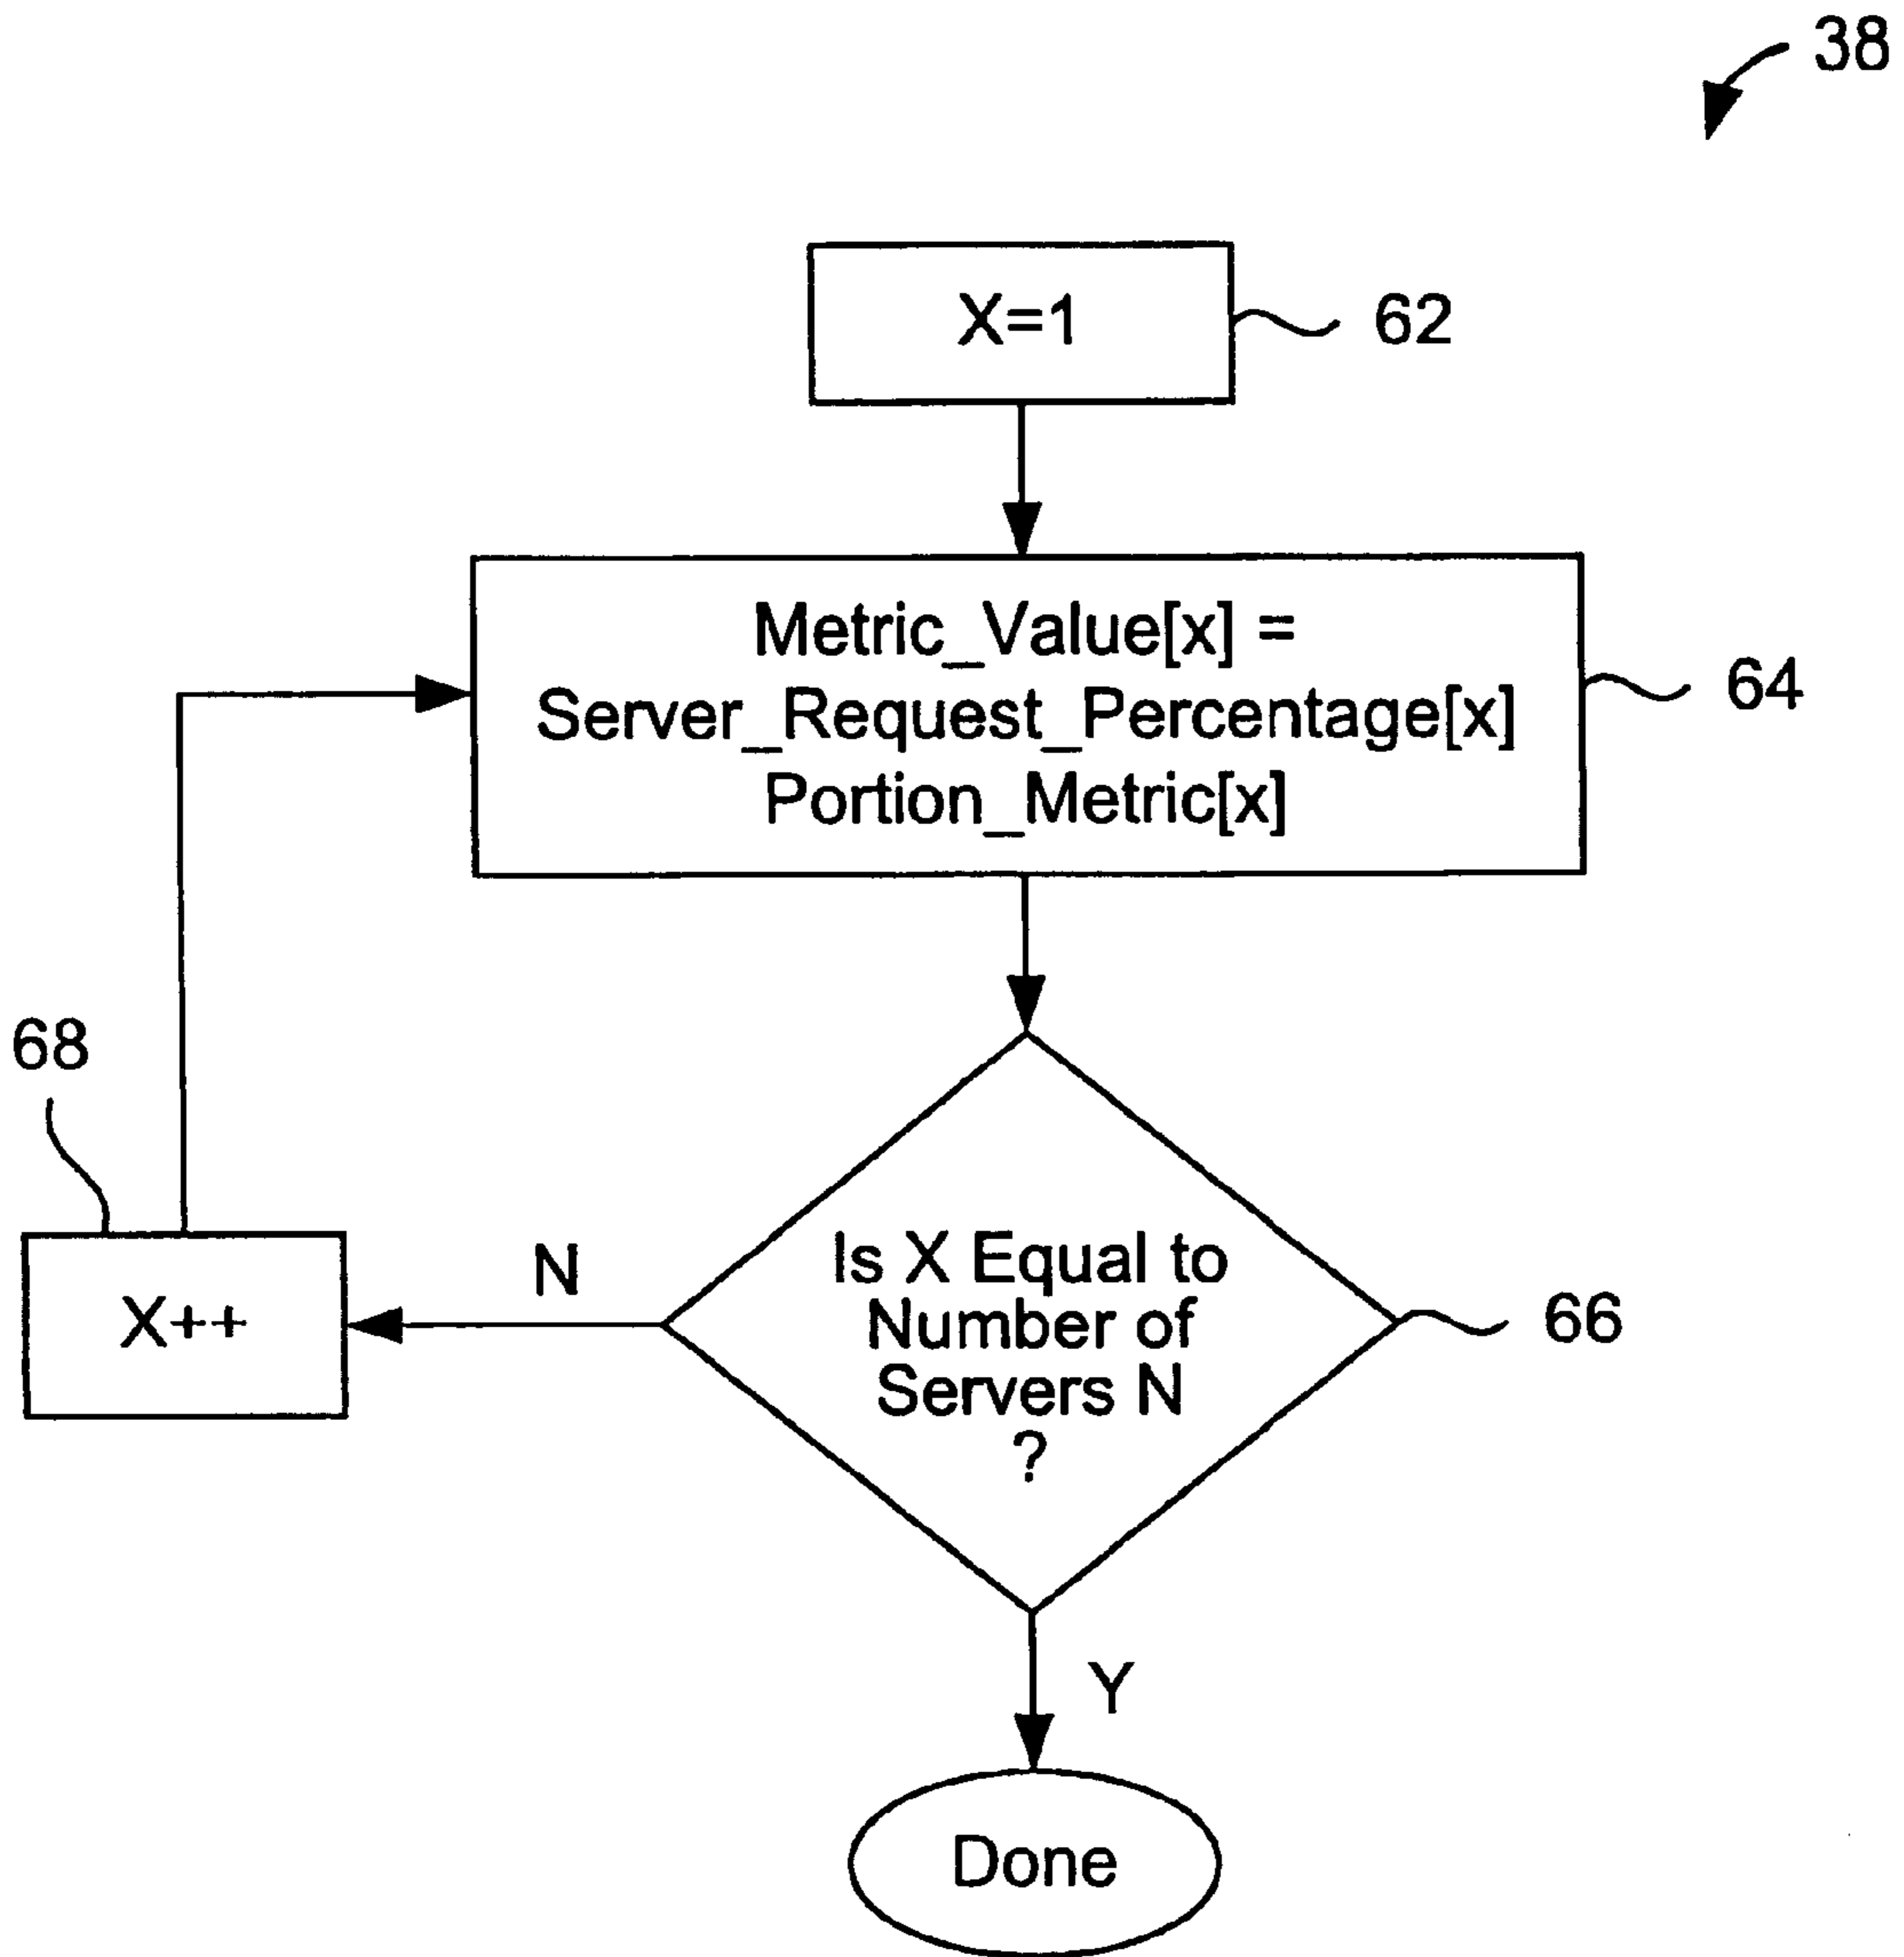 38
X=1
62
Metric_Value[x] =
Server_Request_Percentage[x]
Portion_Metric[x]
64
68
N
X++
Is X Equal to
Number of
Servers N
?
66
Y
Done